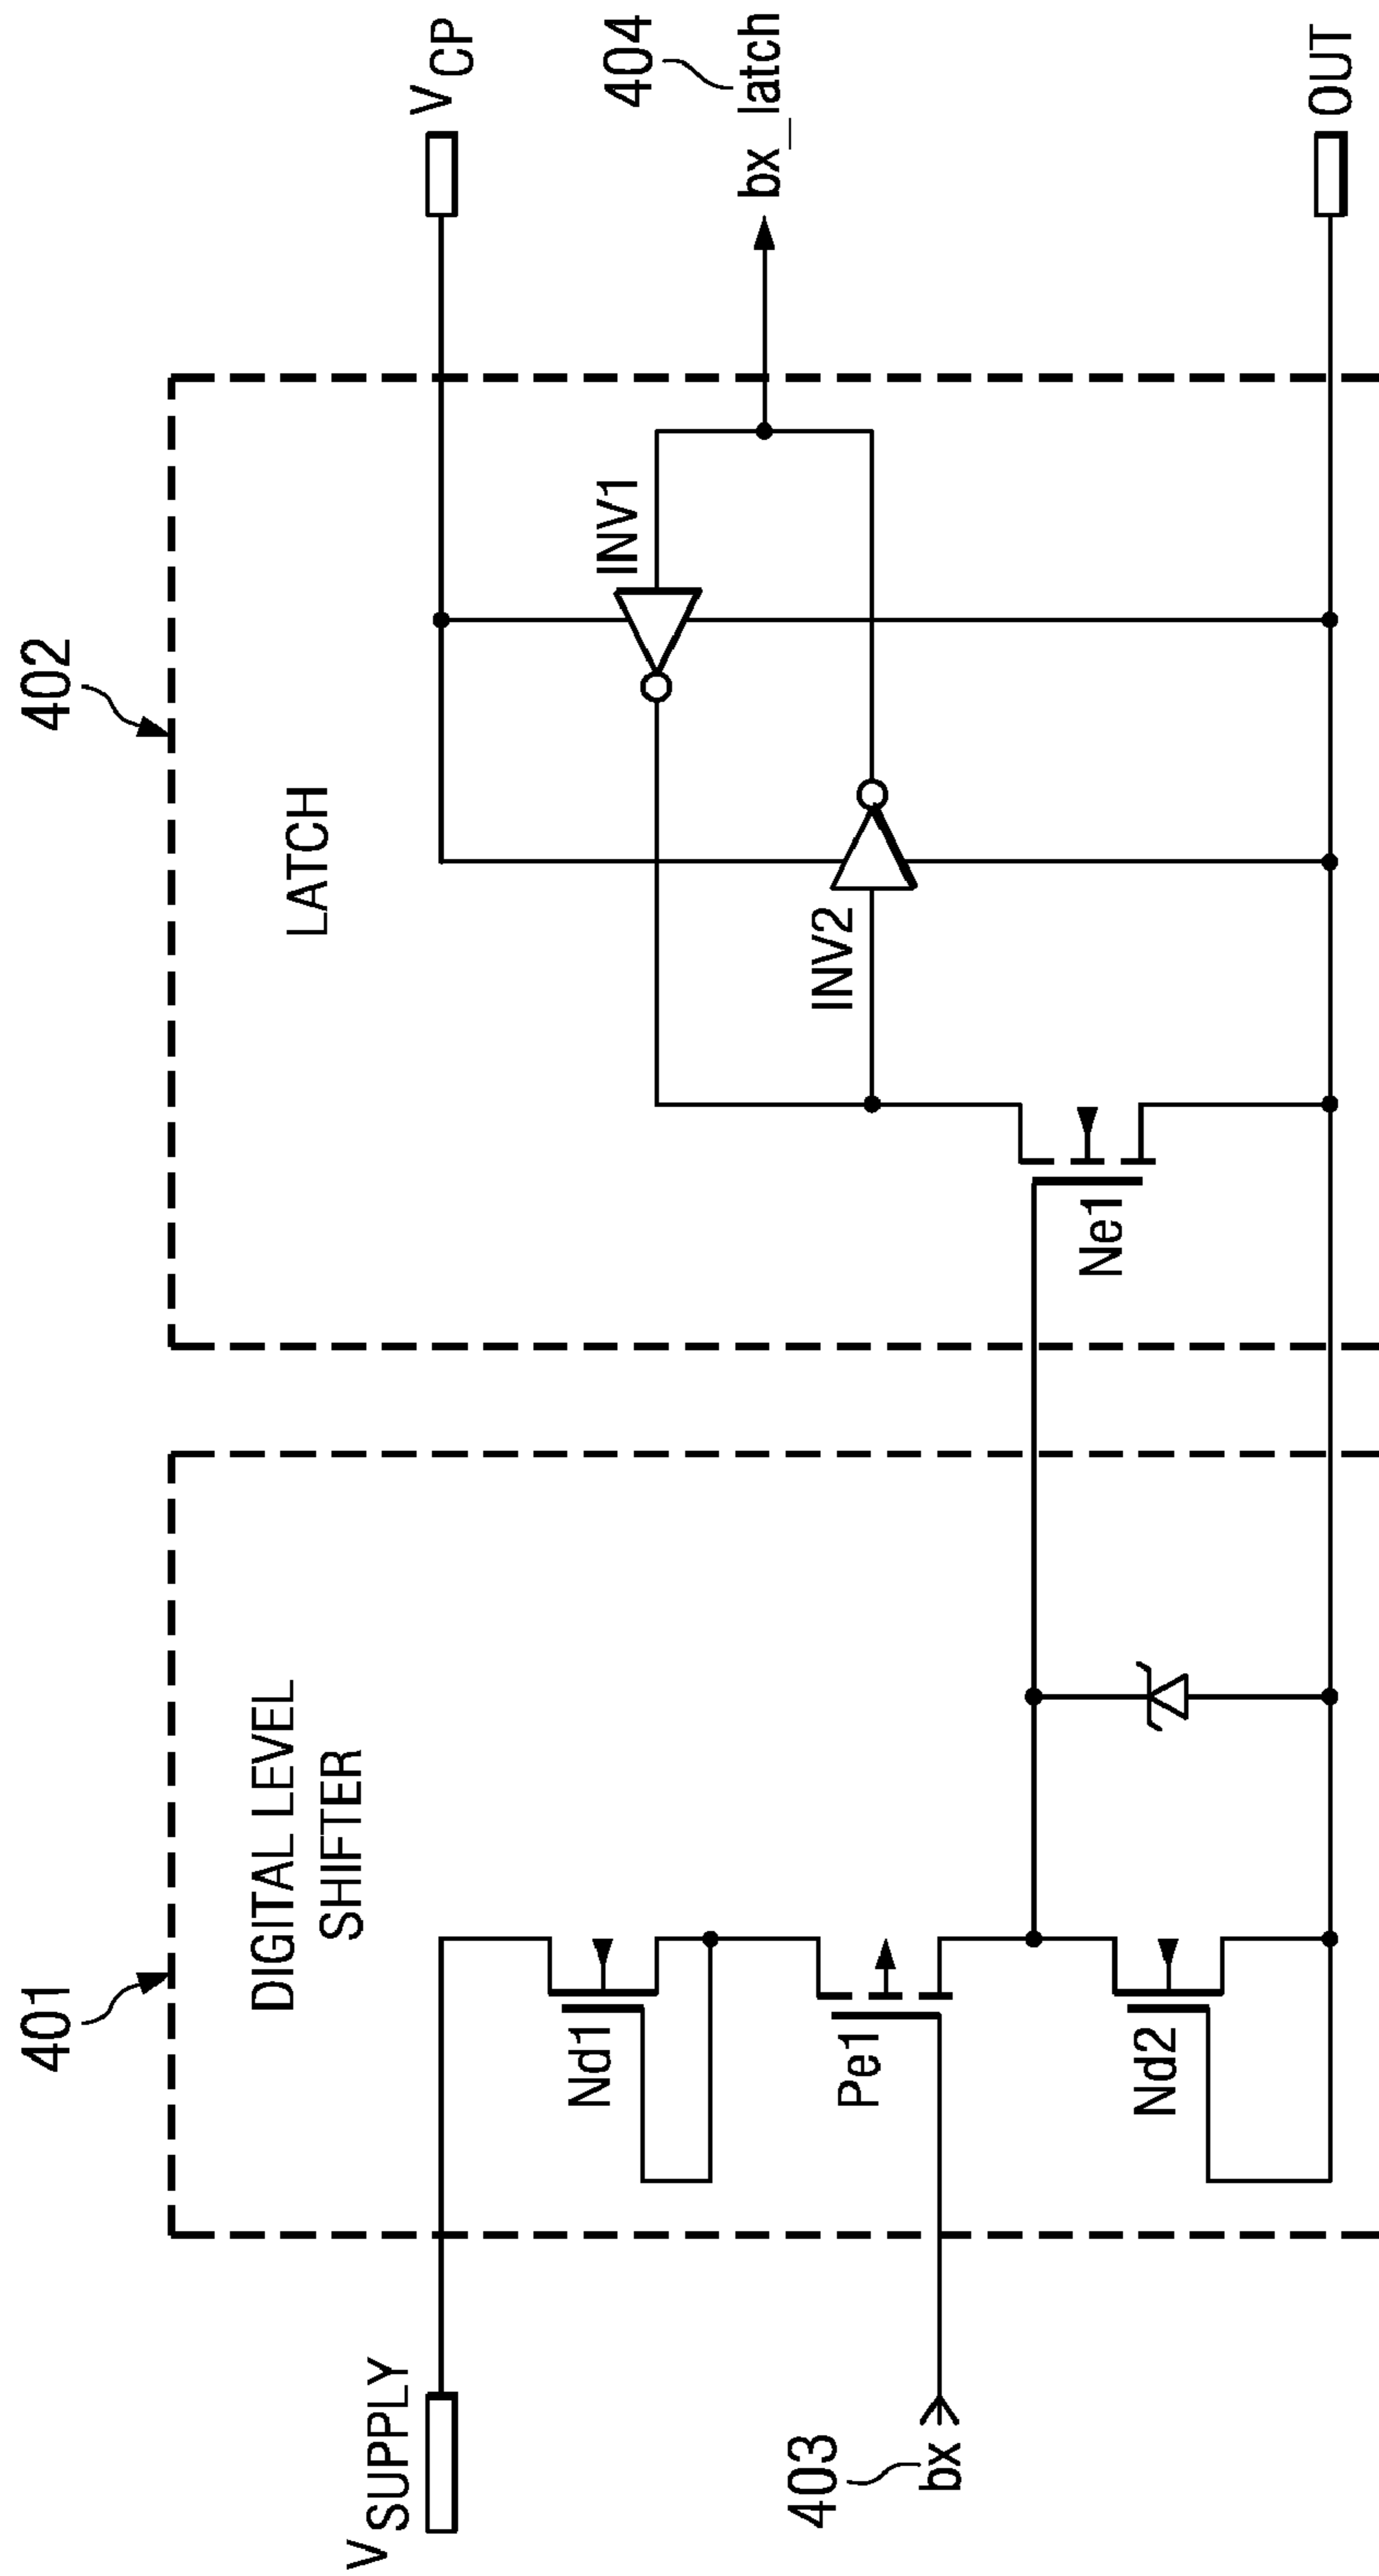 401
402
DIGITAL LEVEL
SHIFTER
LATCH
VSUPPLY
VCP
404
bx_latch
Nd1
INV1
Pe1
INV2
403
bx
Nd2
Ne1
OUT